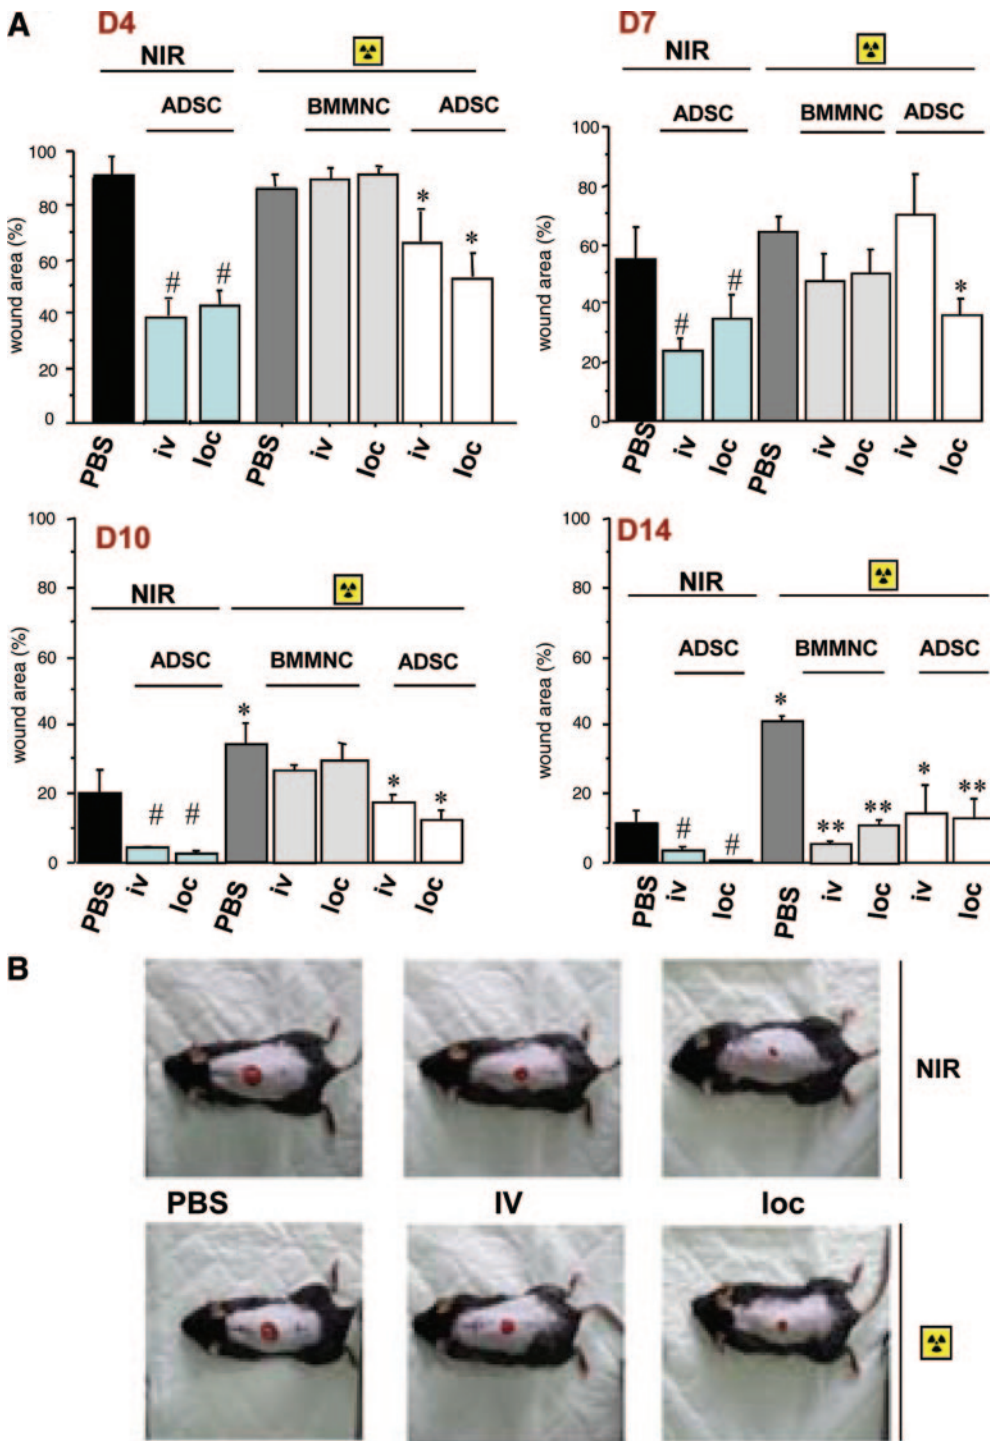 A
D4
NIR
ADSC
BMMNC
ADSC
wound area (%)
100
80
60
40
20
0
#
#
*
*
PBS
iv
loc
PBS
iv
loc
iv
loc
D7
NIR
ADSC
BMMNC
ADSC
wound area (%)
100
80
60
40
20
0
#
#
*
PBS
iv
loc
PBS
iv
loc
iv
loc
D10
NIR
ADSC
BMMNC
ADSC
wound area (%)
100
80
60
40
20
0
#
#
*
*
*
PBS
iv
loc
PBS
iv
loc
iv
loc
D14
NIR
ADSC
BMMNC
ADSC
wound area (%)
100
80
60
40
20
0
#
#
*
**
**
*
**
PBS
iv
loc
PBS
iv
loc
iv
loc
B
NIR
PBS
IV
loc